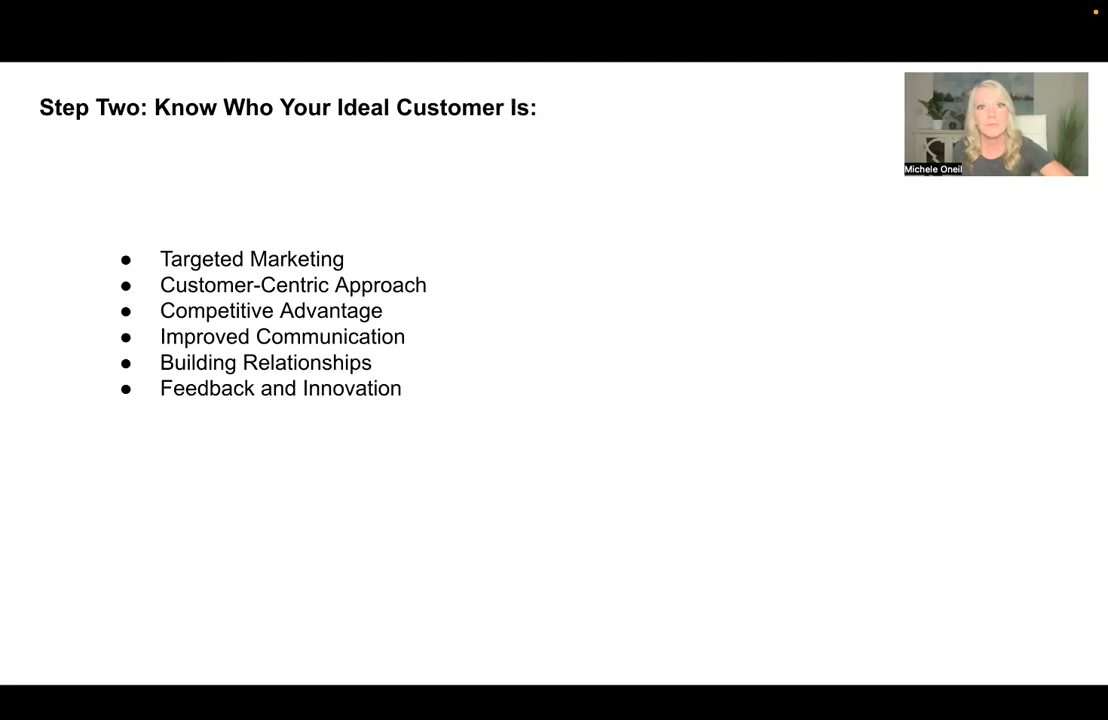 Step Two: Know Who Your Ideal Customer Is:
Michele Oneil
● Targeted Marketing
● Customer-Centric Approach
● Competitive Advantage
● Improved Communication
● Building Relationships
● Feedback and Innovation